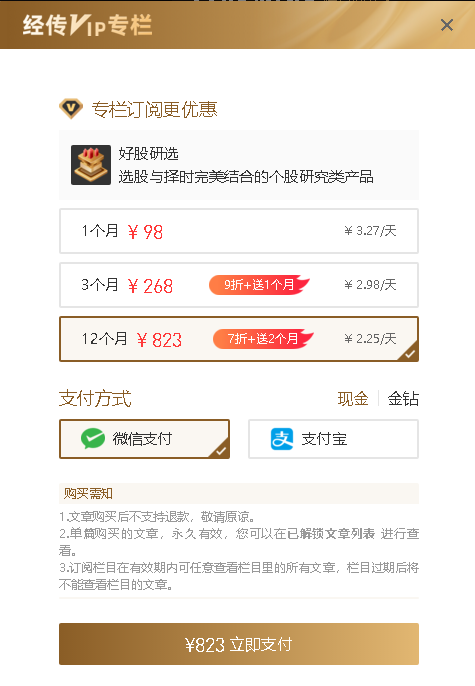 经传VIP专栏
专栏订阅更优惠
好股研选
选股与择时完美结合的个股研究类产品
1个月 ¥ 98 ¥ 3.27/天
3个月 ¥ 268 9折+送1个月 ¥ 2.98/天
12个月 ¥ 823 7折+送2个月 ¥ 2.25/天
支付方式 现金 金钻
微信支付 支付宝
购买需知
1.文章购买后不支持退款，敬请原谅。
2.单篇购买的文章，永久有效，您可以在已解锁文章列表 进行查
看。
3.订阅栏目在有效期内可任意查看栏目里的所有文章，栏目过期后将
不能查看栏目的文章。
¥823 立即支付